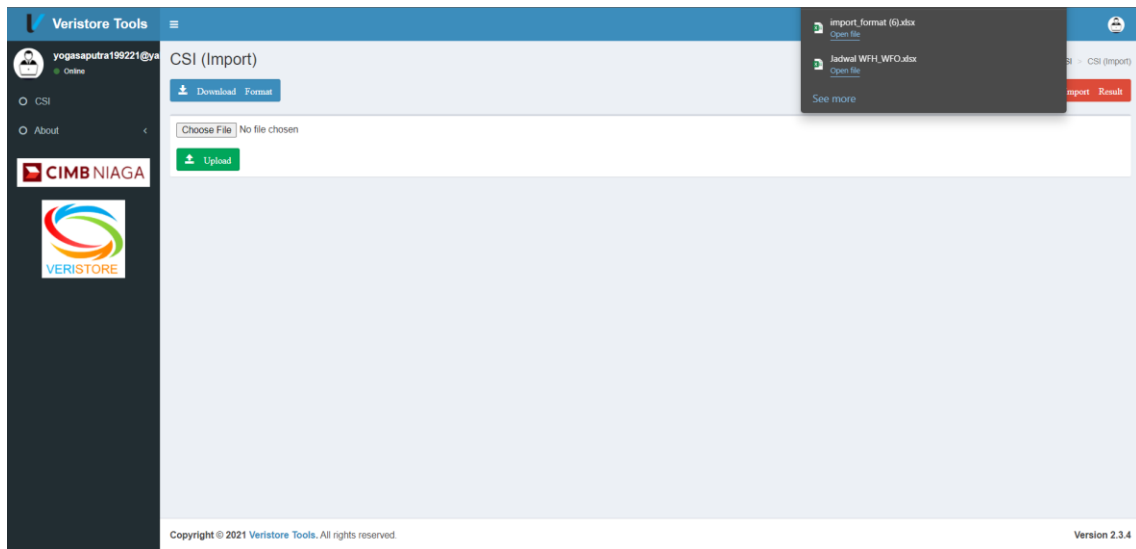 Veristore Tools
import_format (6).xlsx
Open file
Jadwal WFH_WFO.xlsx
Open file
See more
yogasaputra199221@ya
Online
CSI (Import)
CSI (Import)
Download Format
mport Result
CSI
About
Choose File No file chosen
Upload
CIMB NIAGA
VERISTORE
Copyright © 2021 Veristore Tools. All rights reserved.
Version 2.3.4